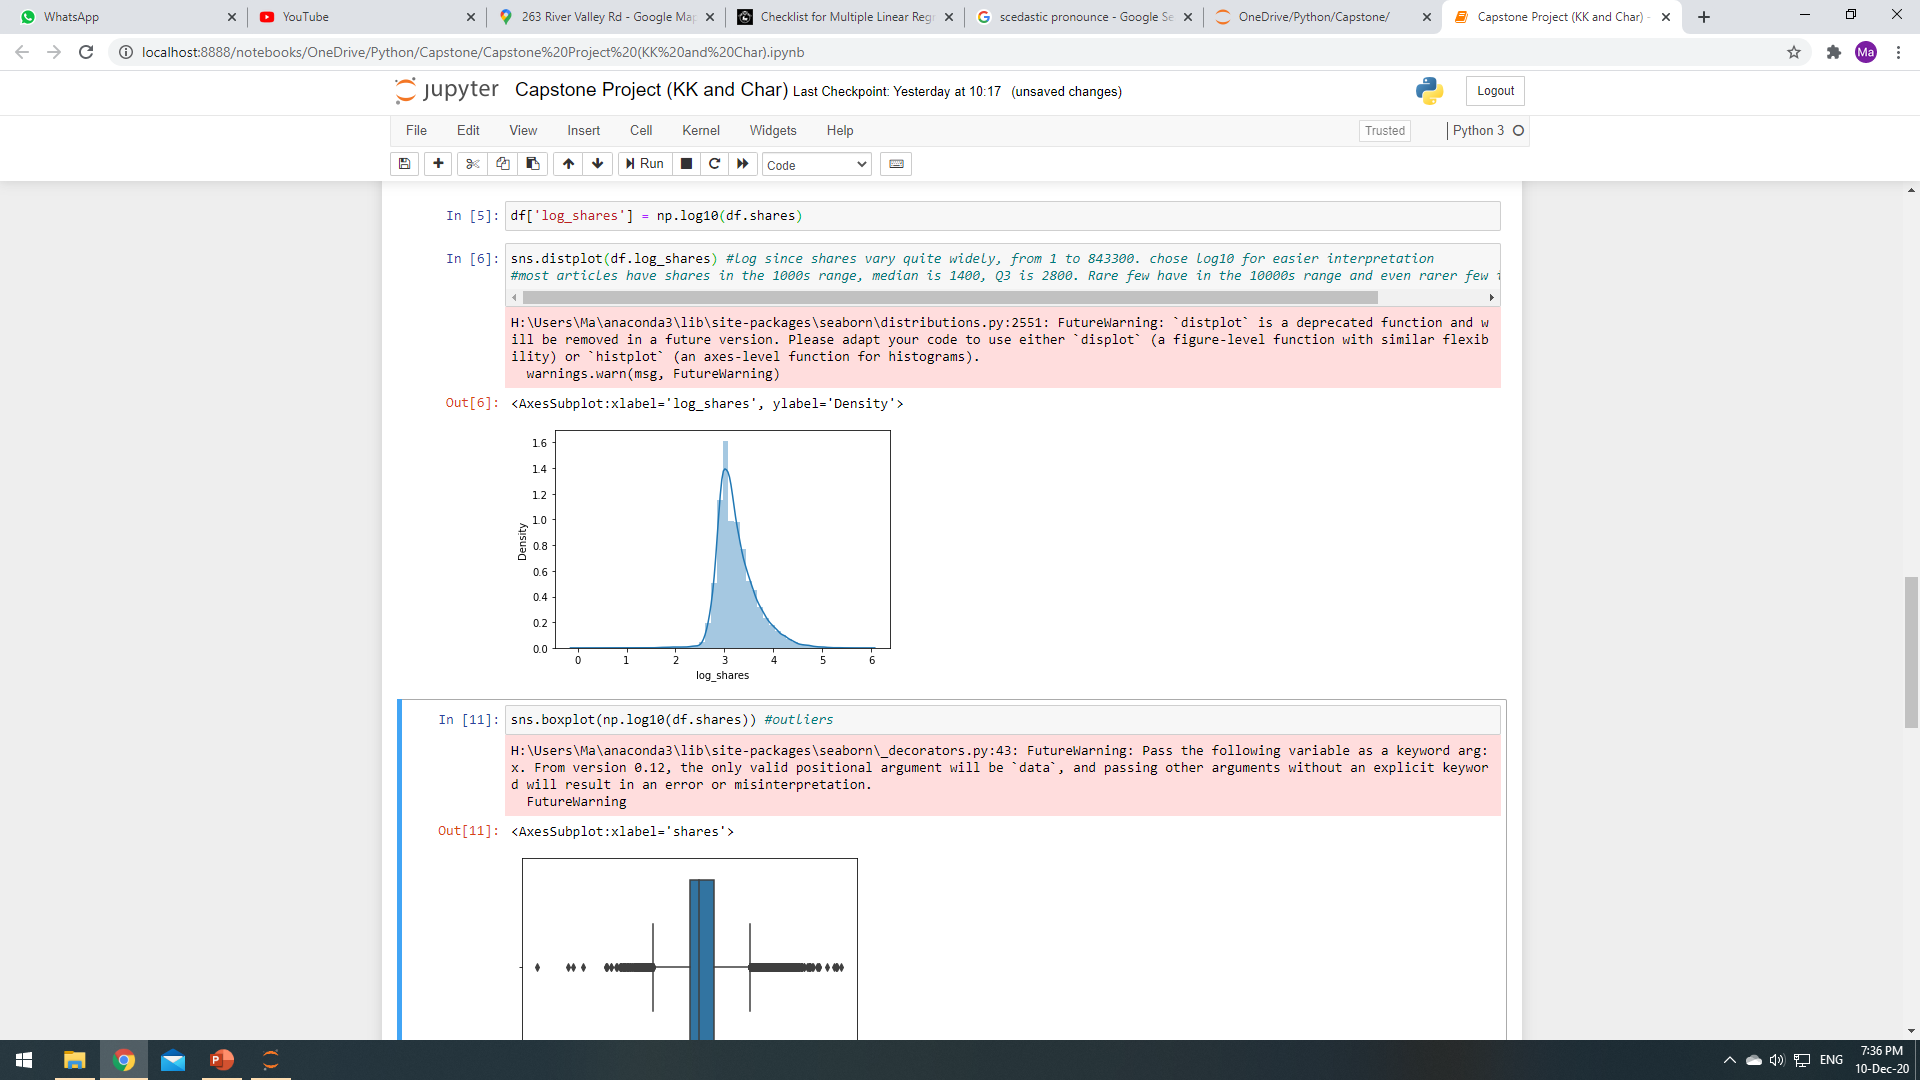 WhatsApp
YouTube
263 River Valley Rd - Google Map
Checklist for Multiple Linear Regr
scedastic pronounce - Google Se
OneDrive/Python/Capstone/
Capstone Project (KK and Char) -
localhost:8888/notebooks/OneDrive/Python/Capstone/Capstone%20Project%20(KK%20and%20Char).ipynb
Ma
jupyter Capstone Project (KK and Char) Last Checkpoint: Yesterday at 10:17 (unsaved changes)
Logout
File Edit View Insert Cell Kernel Widgets Help
Trusted
Python 3
Run
Code
In [5]: df['log_shares'] = np.log10(df.shares)
In [6]: sns.distplot(df.log_shares) #log since shares vary quite widely, from 1 to 843300. chose log10 for easier interpretation
#most articles have shares in the 1000s range, median is 1400, Q3 is 2800. Rare few have in the 10000s range and even rarer few
H:\Users\Ma\anaconda3\lib\site-packages\seaborn\distributions.py:2551: FutureWarning: `distplot` is a deprecated function and w
ill be removed in a future version. Please adapt your code to use either `displot` (a figure-level function with similar flexib
ility) or `histplot` (an axes-level function for histograms).
warnings.warn(msg, FutureWarning)
Out[6]: <AxesSubplot:xlabel='log_shares', ylabel='Density'>
1.6
1.4
1.2
1.0
0.8
0.6
0.4
0.2
0.0
Density
0 1 2 3 4 5 6
log_shares
In [11]: sns.boxplot(np.log10(df.shares)) #outliers
H:\Users\Ma\anaconda3\lib\site-packages\seaborn\_decorators.py:43: FutureWarning: Pass the following variable as a keyword arg:
x. From version 0.12, the only valid positional argument will be `data`, and passing other arguments without an explicit keywor
d will result in an error or misinterpretation.
FutureWarning
Out[11]: <AxesSubplot:xlabel='shares'>
ENG
7:36 PM
10-Dec-20